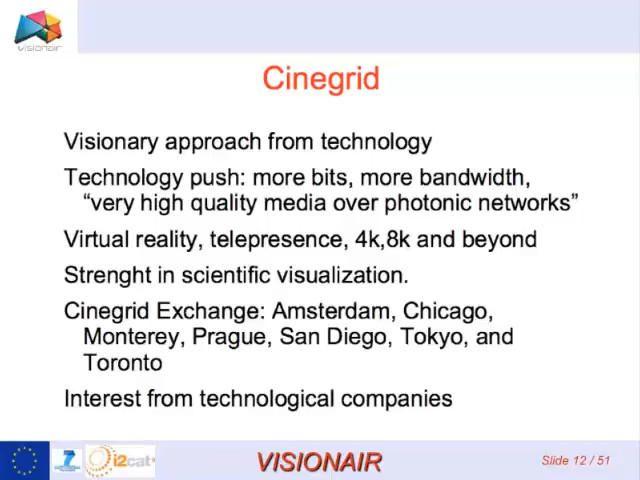 visionair
Cinegrid
Visionary approach from technology
Technology push: more bits, more bandwidth,
“very high quality media over photonic networks”
Virtual reality, telepresence, 4k,8k and beyond
Strenght in scientific visualization.
Cinegrid Exchange: Amsterdam, Chicago,
Monterey, Prague, San Diego, Tokyo, and
Toronto
Interest from technological companies
7
i2cat
VISIONAIR
Slide 12 / 51